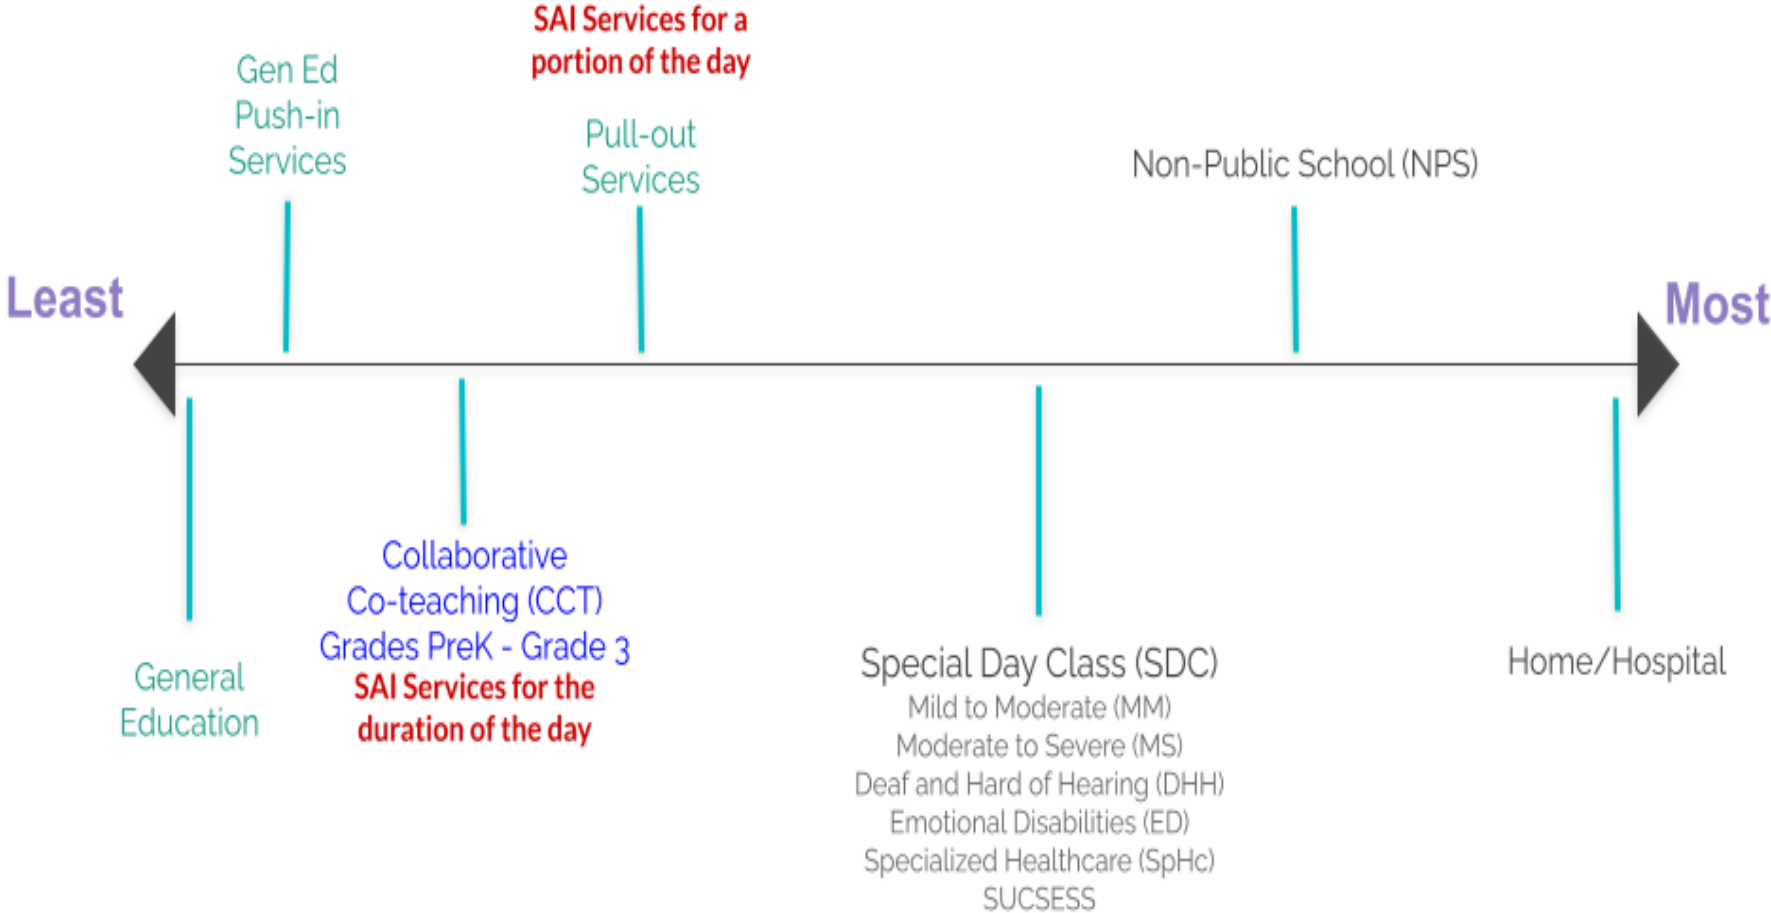 SAI Services for a
portion of the day
Gen Ed
Push-in
Services
Pull-out
Services
Non-Public School (NPS)
Least
Most
Collaborative
Co-teaching (CCT)
Grades PreK - Grade 3
SAI Services for the
duration of the day
General
Education
Special Day Class (SDC)
Mild to Moderate (MM)
Moderate to Severe (MS)
Deaf and Hard of Hearing (DHH)
Emotional Disabilities (ED)
Specialized Healthcare (SpHc)
SUCSESS
Home/Hospital